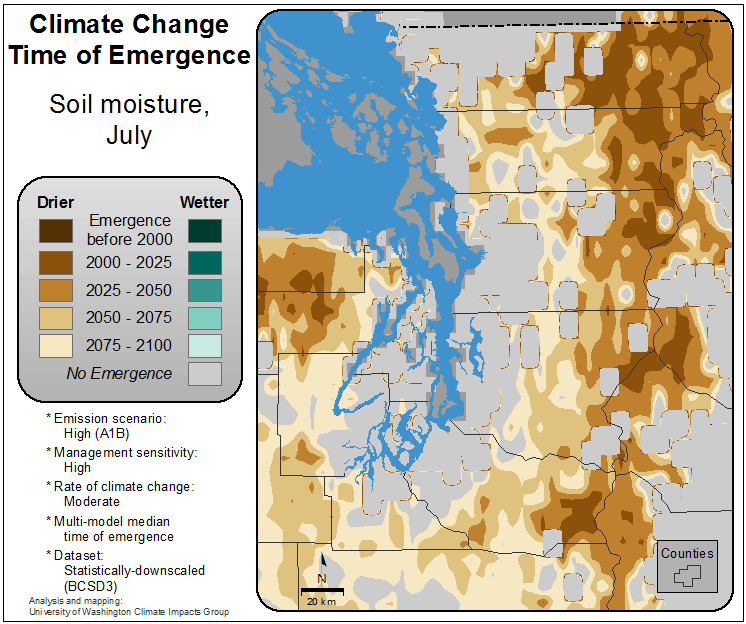 Climate Change
Time of Emergence
Soil moisture,
July
Drier
Wetter
Emergence
before 2000
2000 - 2025
2025 - 2050
2050 - 2075
2075 - 2100
No Emergence
* Emission scenario:
High (A1B)
* Management sensitivity:
High
* Rate of climate change:
Moderate
* Multi-model median
time of emergence
* Dataset:
Statistically-downscaled
(BCSD3)
Analysis and mapping:
University of Washington Climate Impacts Group
N
20 km
Counties